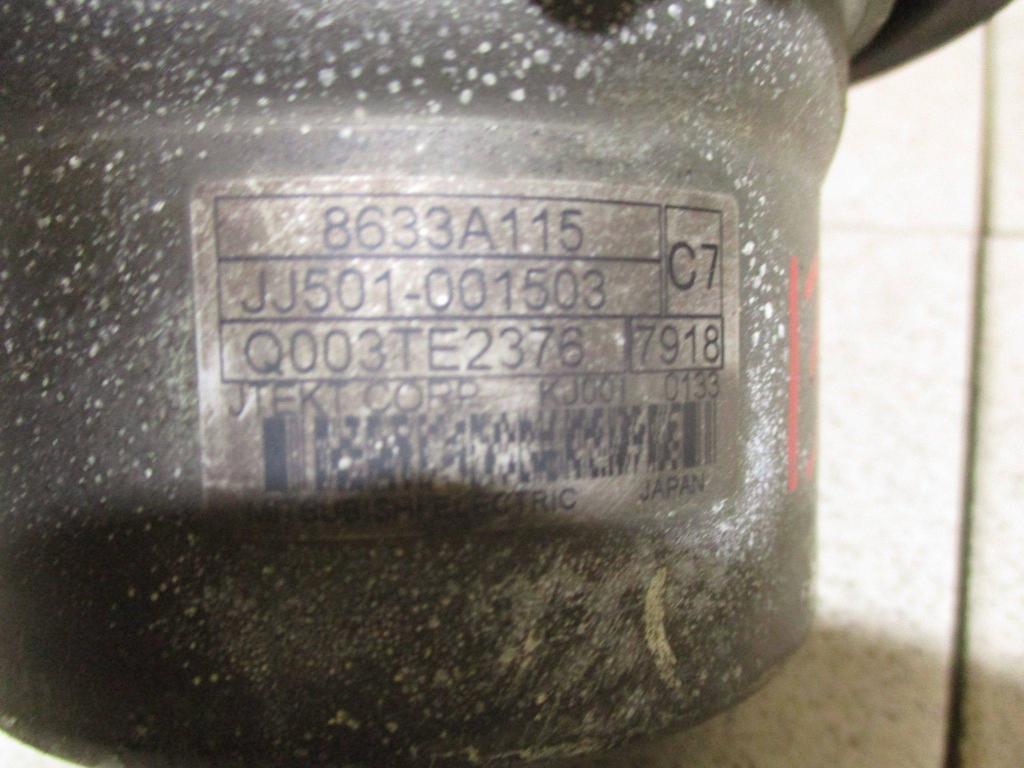 8633A115
C7
JJ501-001503
Q003TE2376 7918
JTEKT CORP. KJ001 0133
MITSUBISHI ELECTRIC JAPAN